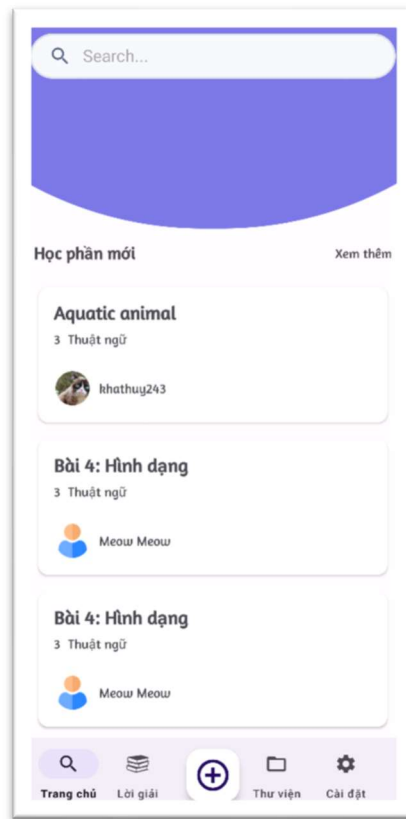 Search...
Học phần mới Xem thêm
Aquatic animal
3 Thuật ngữ
khathuy243
Bài 4: Hình dạng
3 Thuật ngữ
Meow Meow
Bài 4: Hình dạng
3 Thuật ngữ
Meow Meow
Trang chủ Lời giải Thư viện Cài đặt